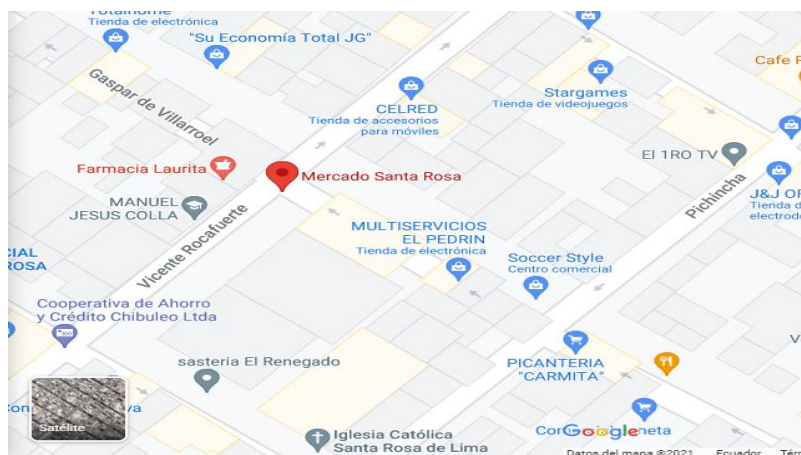 Tienda de electrónica
"Su Economía Total JG"
Cafe
Gaspar de Villarroel
Stargames
Tienda de videojuegos
CELRED
Tienda de accesorios
para móviles
El 1RO TV
Farmacia Laurita
Mercado Santa Rosa
MANUEL
JESUS COLLA
Vicente Rocafuerte
Pichincha
J&J
Tienda d
MULTISERVICIOS
EL PEDRIN
Tienda de electrónica
Soccer Style
Centro comercial
CIAL
ROSA
Cooperativa de Ahorro
y Crédito Chibuleo Ltda
sasteria El Renegado
PICANTERIA
"CARMITA"
Satélite
Iglesia Católica
Santa Rosa de Lima
Google
Datos del mapa ©2021 Ecuador